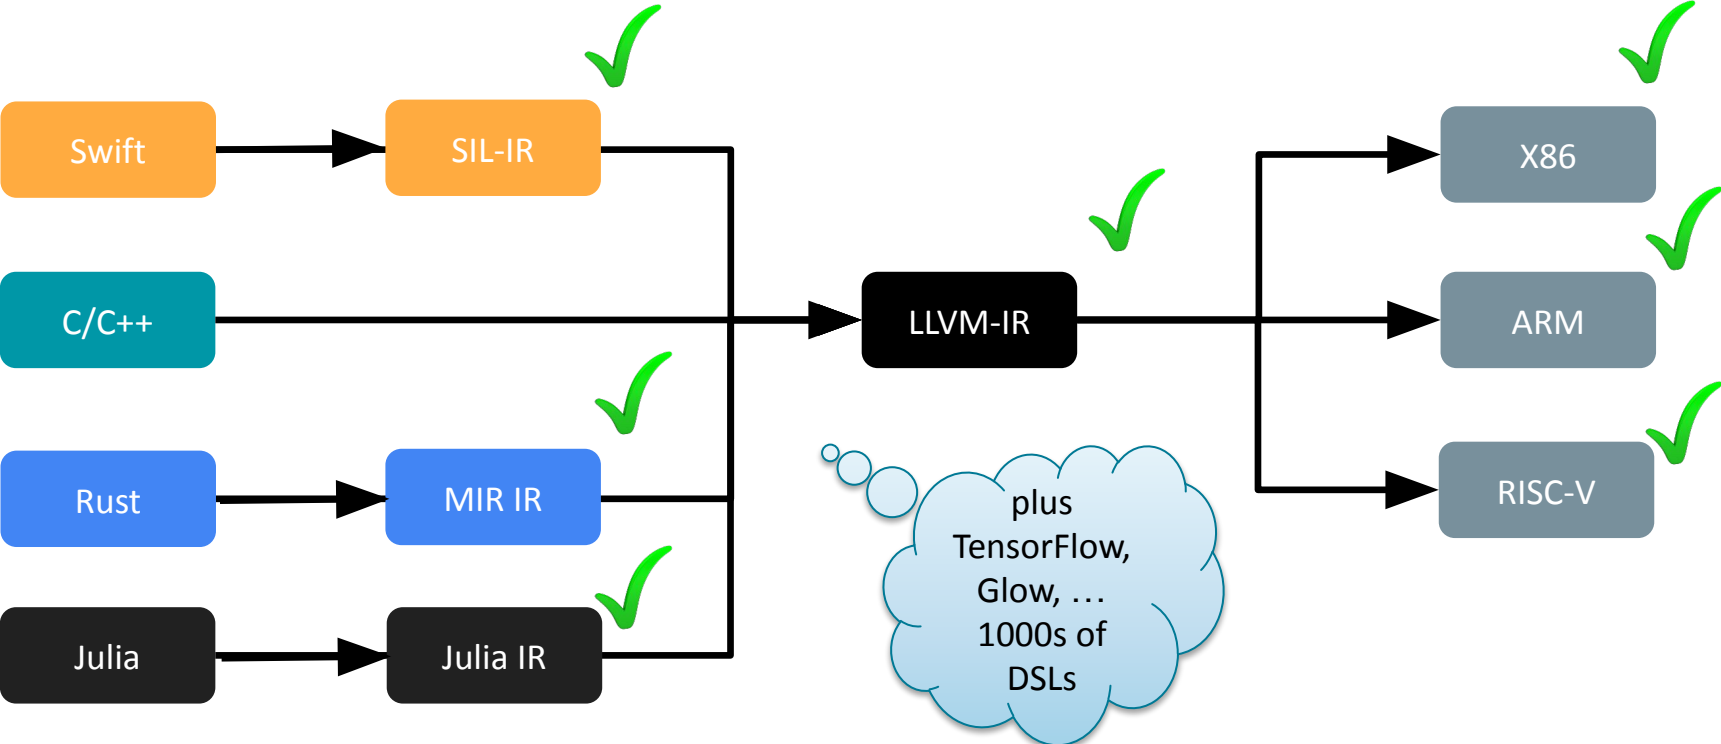 Swift
SIL-IR
X86
C/C++
LLVM-IR
ARM
Rust
MIR IR
RISC-V
plus
TensorFlow,
Glow, …
1000s of
DSLs
Julia
Julia IR